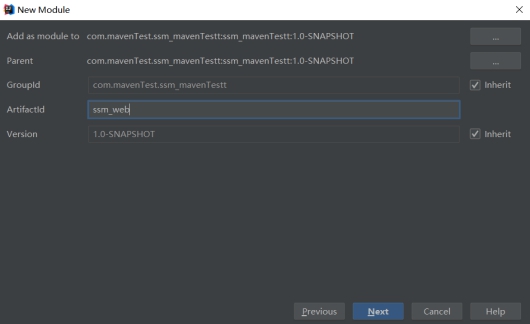 New Module
Add as module to com.mavenTest.ssm_mavenTestt:ssm_mavenTestt:1.0-SNAPSHOT ...
Parent com.mavenTest.ssm_mavenTestt:ssm_mavenTestt:1.0-SNAPSHOT ...
GroupId com.mavenTest.ssm_mavenTestt Inherit
ArtifactId ssm_web
Version 1.0-SNAPSHOT Inherit
Previous Next Cancel Help